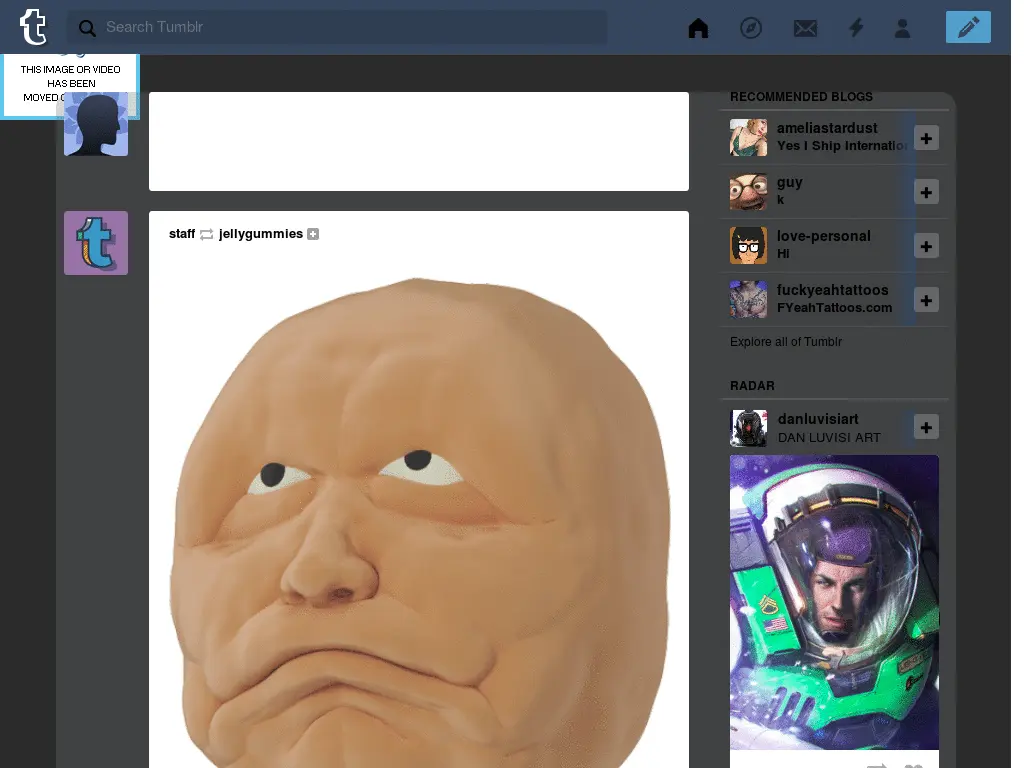 t
Search Tumblr
THIS IMAGE OR VIDEO
HAS BEEN
MOVED
RECOMMENDED BLOGS
ameliastardust
Yes I Ship Internatio
guy
k
love-personal
Hi
fuckyeahtattoos
FYeahTattoos.com
Explore all of Tumblr
RADAR
danluvisiart
DAN LUVISI ART
staff jellygummies
t